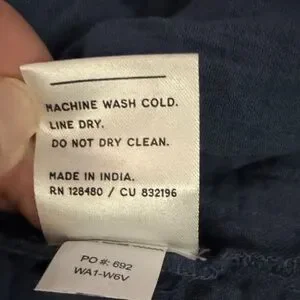 MACHINE WASH COLD.
LINE DRY.
DO NOT DRY CLEAN.
MADE IN INDIA.
RN 128480 / CU 832196
PO #: 692
WA1-W6V